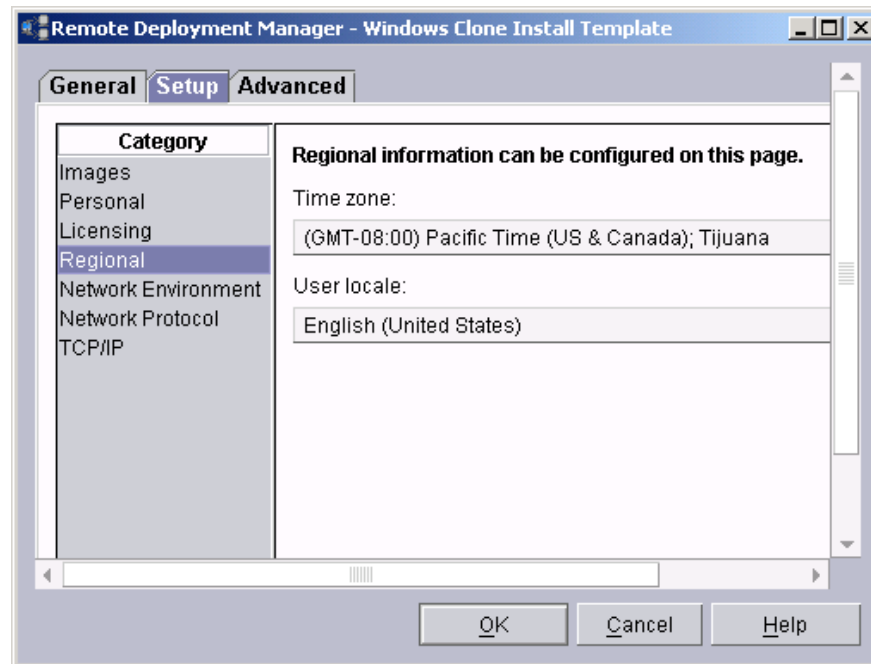 Remote Deployment Manager - Windows Clone Install Template
General Setup Advanced
Category
Images
Personal
Licensing
Regional
Network Environment
Network Protocol
TCP/IP
Regional information can be configured on this page.
Time zone:
(GMT-08:00) Pacific Time (US & Canada); Tijuana
User locale:
English (United States)
OK Cancel Help